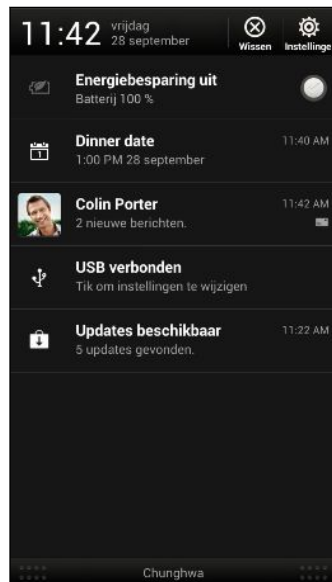 11:42
vrijdag
28 september
Wissen
Instellinge
Energiebesparing uit
Batterij 100 %
Dinner date
11:40 AM
1:00 PM 28 september
1
Colin Porter
11:42 AM
2 nieuwe berichten.
USB verbonden
Tik om instellingen te wijzigen
Updates beschikbaar
11:22 AM
5 updates gevonden.
Chunghwa